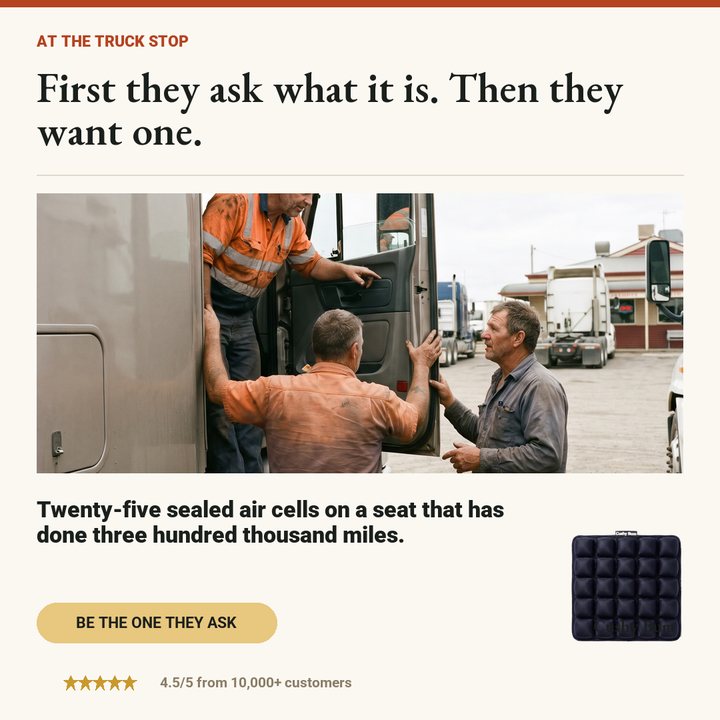 AT THE TRUCK STOP
First they ask what it is. Then they
want one.
Twenty-five sealed air cells on a seat that has
done three hundred thousand miles.
BE THE ONE THEY ASK
4.5/5 from 10,000+ customers